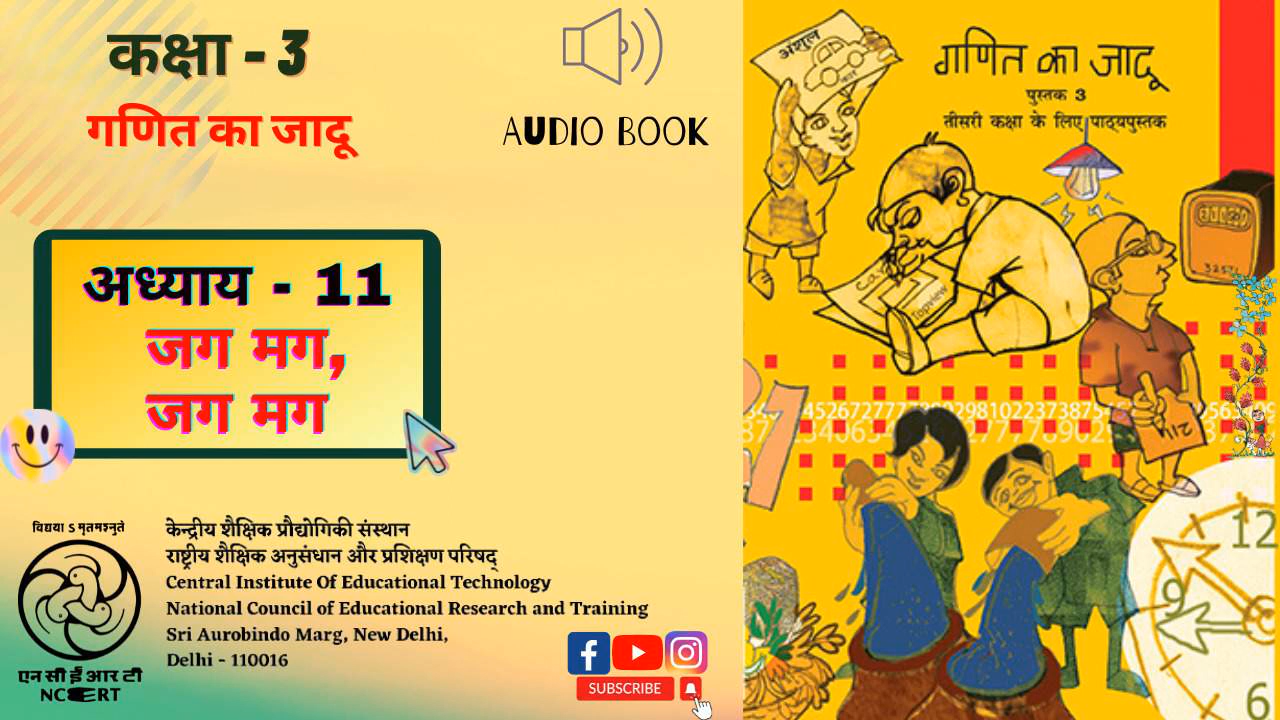 कक्षा - 3
गणित का जादू
AUDIO BOOK
अध्याय - 11
जग मग,
जग मग
विद्यया S मृतमश्नुते
एन सी ई आर टी
NCERT
केन्द्रीय शैक्षिक प्रौद्योगिकी संस्थान
राष्ट्रीय शैक्षिक अनुसंधान और प्रशिक्षण परिषद्
Central Institute Of Educational Technology
National Council of Educational Research and Training
Sri Aurobindo Marg, New Delhi,
Delhi - 110016
SUBSCRIBE
अंशुल
कार
गणित का जादू
पुस्तक 3
तीसरी कक्षा के लिए पाठ्यपुस्तक
Topview
12
9
6